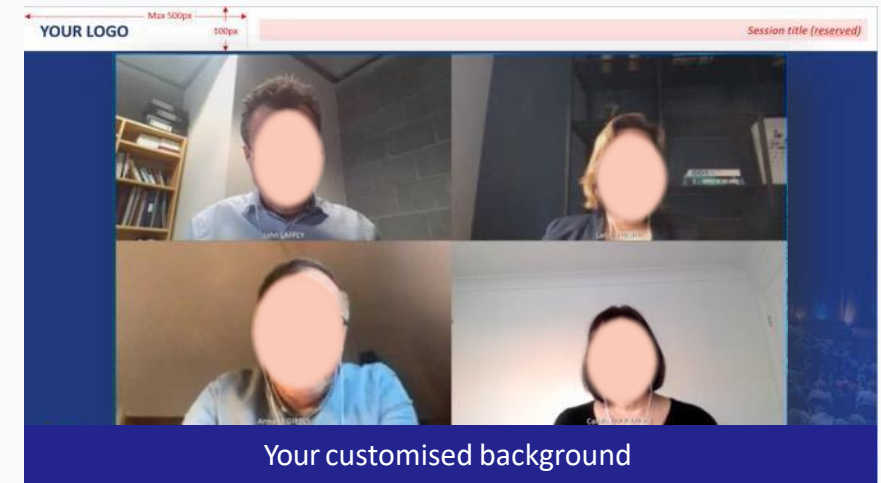 Max 500px
YOUR LOGO
100px
Session title (reserved)
John LAFFEY
Your customised background